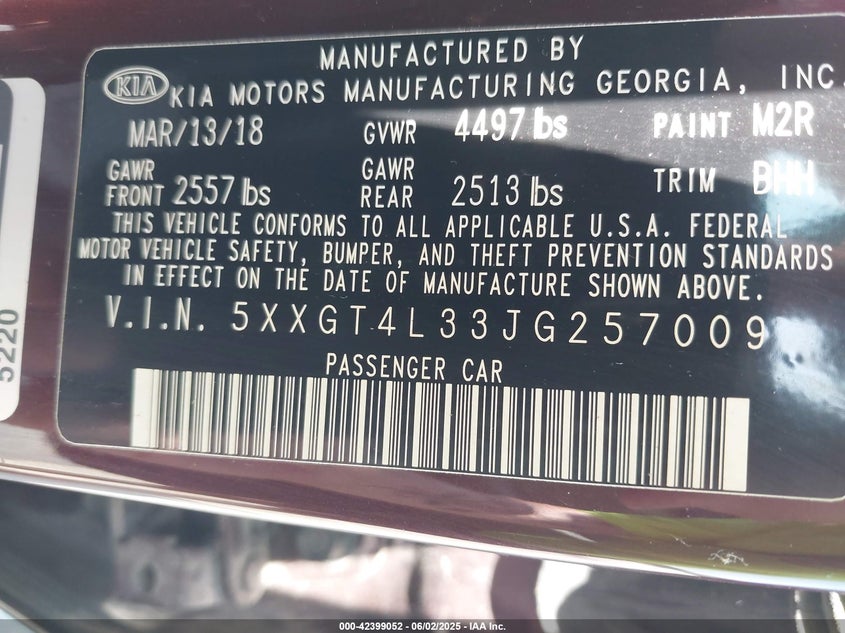 MANUFACTURED BY
KIA KIA MOTORS MANUFACTURING GEORGIA, INC.
MAR/13/18 GVWR 4497 lbs PAINT M2R
GAWR FRONT 2557 lbs GAWR REAR 2513 lbs TRIM BHH
THIS VEHICLE CONFORMS TO ALL APPLICABLE U.S.A. FEDERAL
MOTOR VEHICLE SAFETY, BUMPER, AND THEFT PREVENTION STANDARDS
IN EFFECT ON THE DATE OF MANUFACTURE SHOWN ABOVE.
V.I.N. 5XXGT4L33JG257009
PASSENGER CAR
5220
000-42399052 - 06/02/2025 - IAA Inc.